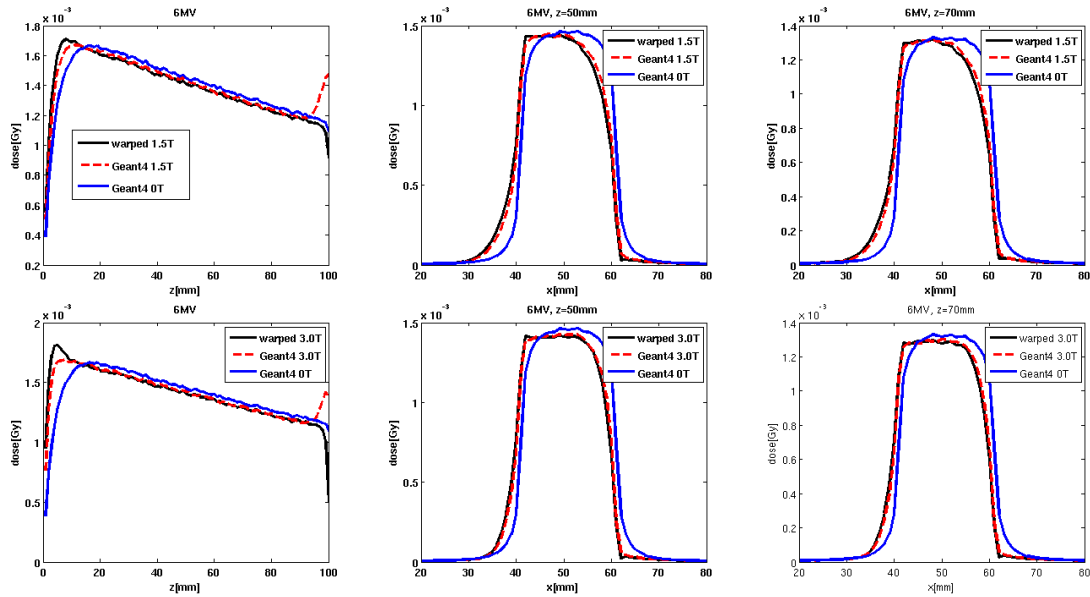 6MV
x 10⁻³
1.8
1.6
1.4
1.2
1
0.8
0.6
0.4
0.2
dose[Gy]
warped 1.5T
Geant4 1.5T
Geant4 0T
0 20 40 60 80 100
z[mm]
6MV, z=50mm
x 10⁻³
1.5
1
0.5
0
dose[Gy]
warped 1.5T
Geant4 1.5T
Geant4 0T
20 30 40 50 60 70 80
x[mm]
6MV, z=70mm
x 10⁻³
1.4
1.2
1
0.8
0.6
0.4
0.2
0
dose[Gy]
warped 1.5T
Geant4 1.5T
Geant4 0T
20 30 40 50 60 70 80
x[mm]
6MV
x 10⁻³
2
1.5
1
0.5
0
dose[Gy]
warped 3.0T
Geant4 3.0T
Geant4 0T
0 20 40 60 80 100
z[mm]
6MV, z=50mm
x 10⁻³
1.5
1
0.5
0
dose[Gy]
warped 3.0T
Geant4 3.0T
Geant4 0T
20 30 40 50 60 70 80
x[mm]
6MV, z=70mm
x 10⁻³
1.4
1.2
1
0.8
0.6
0.4
0.2
0
dose[Gy]
warped 3.0T
Geant4 3.0T
Geant4 0T
20 30 40 50 60 70 80
x[mm]